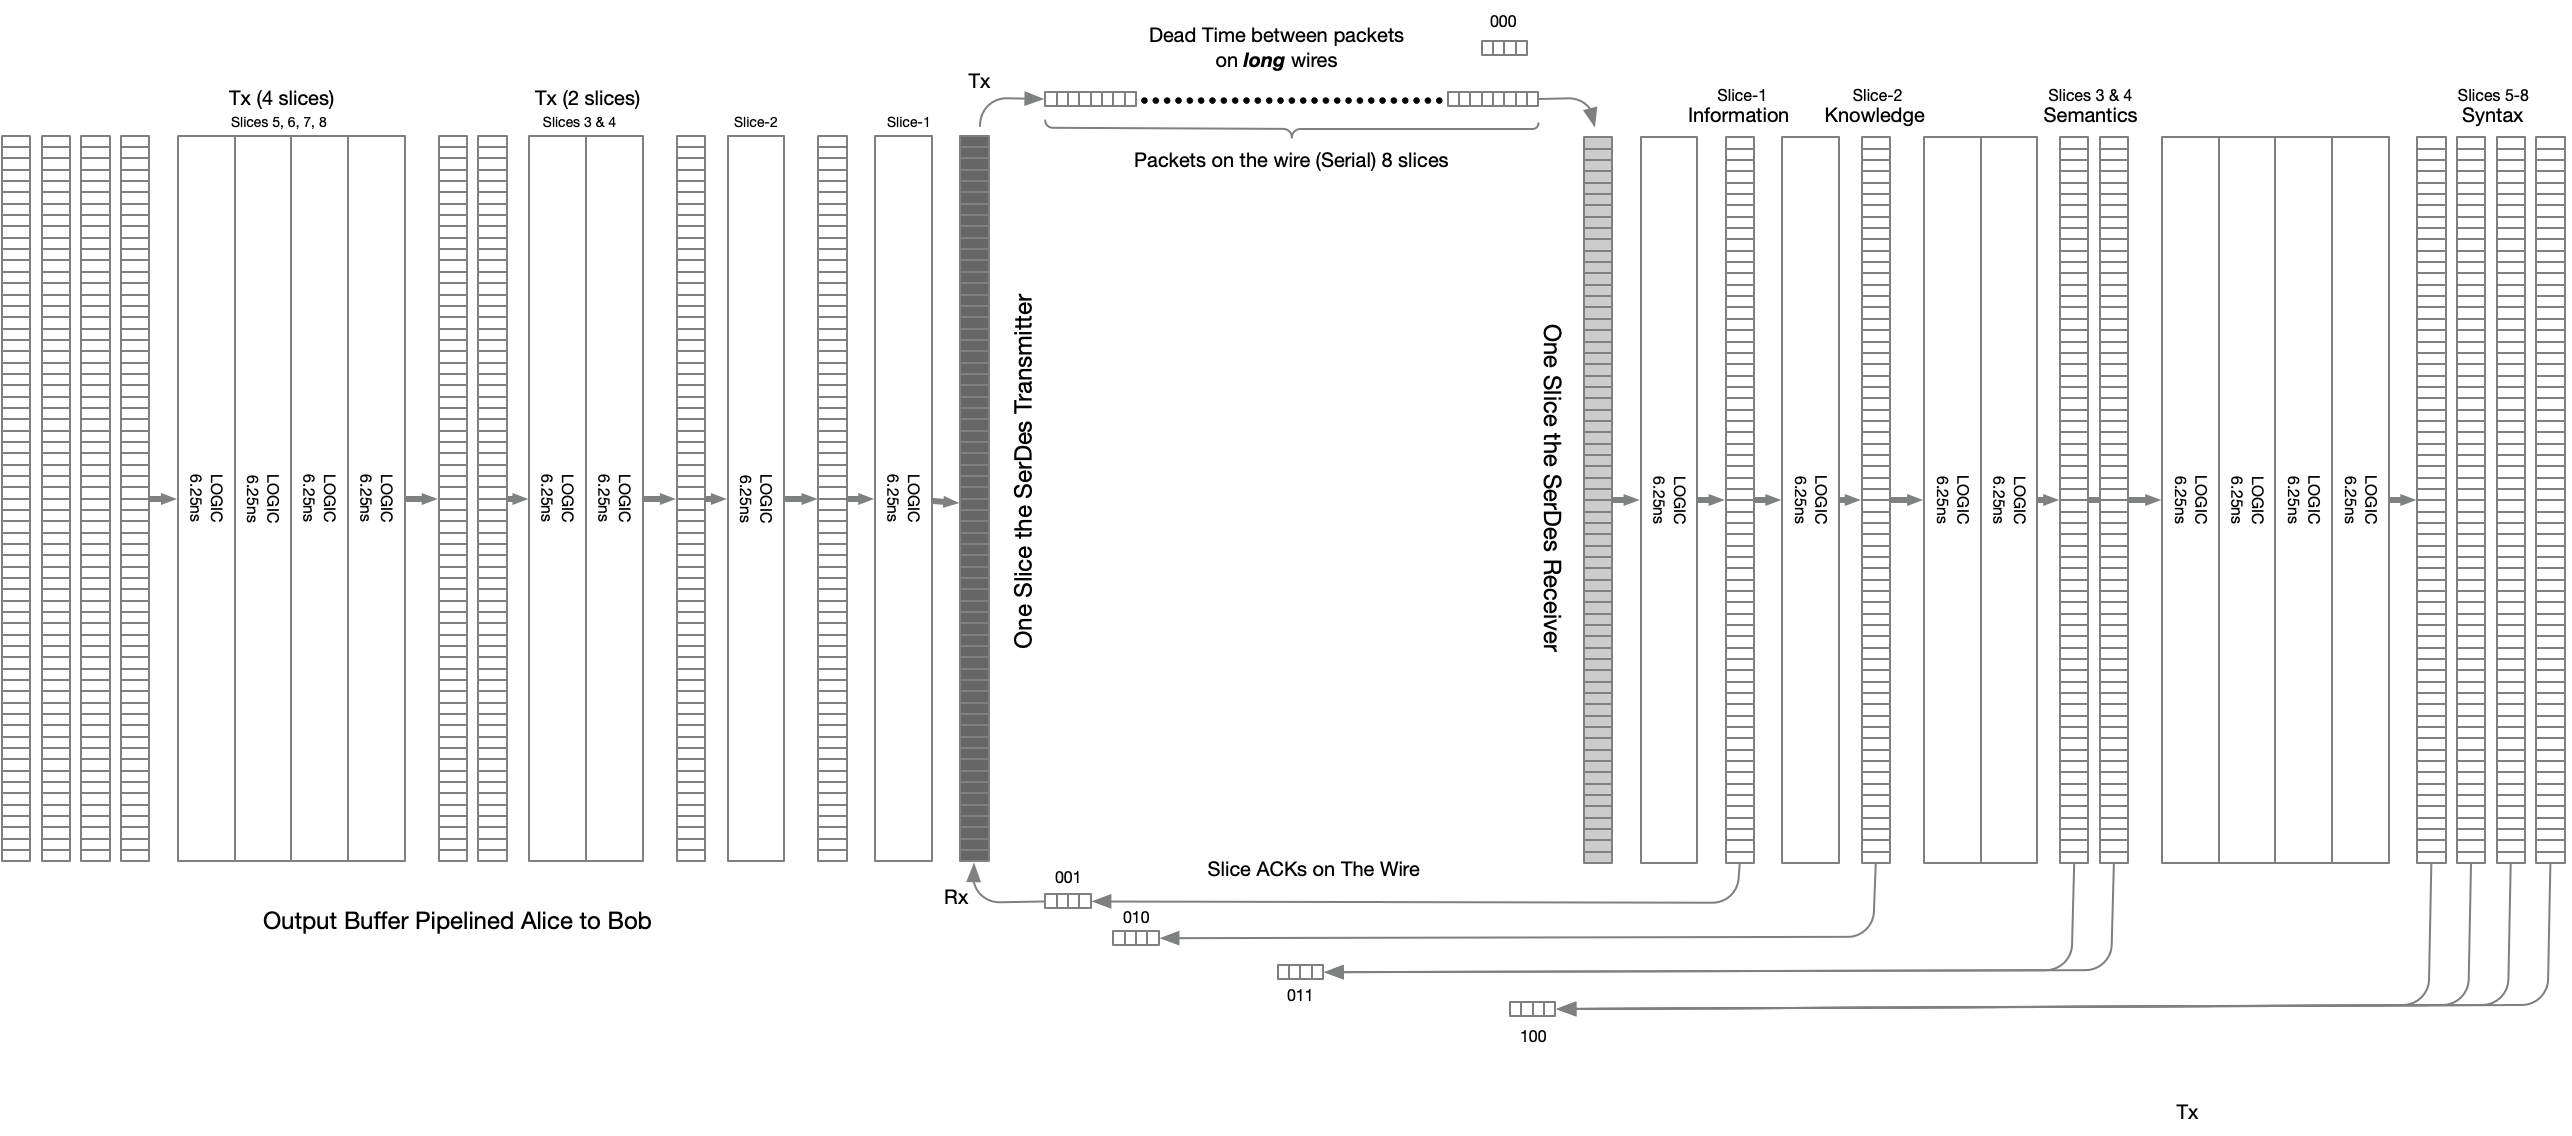 000
Dead Time between packets
on long wires
Tx
Tx (4 slices)
Slices 5, 6, 7, 8
Tx (2 slices)
Slices 3 & 4
Slice-2
Slice-1
Slice-1
Information
Slice-2
Knowledge
Slices 3 & 4
Semantics
Slices 5-8
Syntax
Packets on the wire (Serial) 8 slices
LOGIC
6.25ns
LOGIC
6.25ns
LOGIC
6.25ns
LOGIC
6.25ns
LOGIC
6.25ns
LOGIC
6.25ns
LOGIC
6.25ns
LOGIC
6.25ns
One Slice the SerDes Transmitter
One Slice the SerDes Receiver
LOGIC
6.25ns
LOGIC
6.25ns
LOGIC
6.25ns
LOGIC
6.25ns
LOGIC
6.25ns
LOGIC
6.25ns
LOGIC
6.25ns
LOGIC
6.25ns
Slice ACKs on The Wire
001
Rx
010
Output Buffer Pipelined Alice to Bob
011
100
Tx